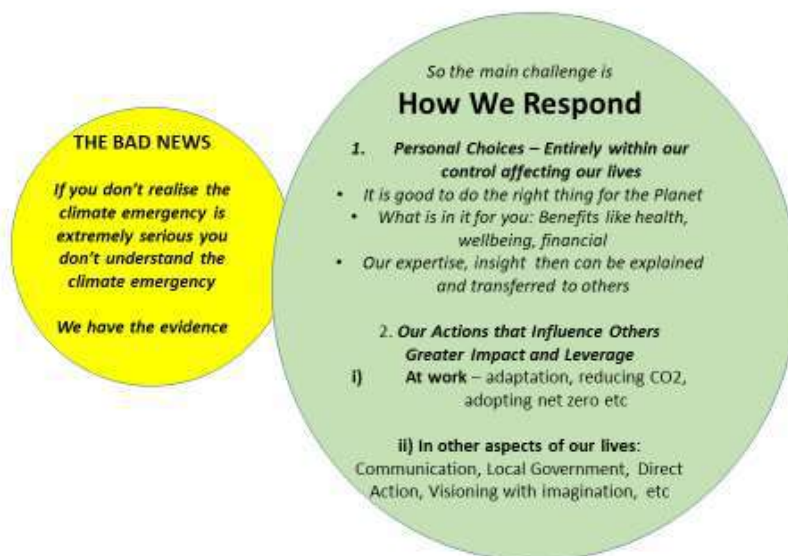 THE BAD NEWS
If you don't realise the
climate emergency is
extremely serious you
don't understand the
climate emergency
We have the evidence
So the main challenge is
How We Respond
1. Personal Choices – Entirely within our
control affecting our lives
• It is good to do the right thing for the Planet
• What is in it for you: Benefits like health,
wellbeing, financial
• Our expertise, insight then can be explained
and transferred to others
2. Our Actions that Influence Others
Greater Impact and Leverage
i) At work – adaptation, reducing CO2,
adopting net zero etc
ii) In other aspects of our lives:
Communication, Local Government, Direct
Action, Visioning with imagination, etc